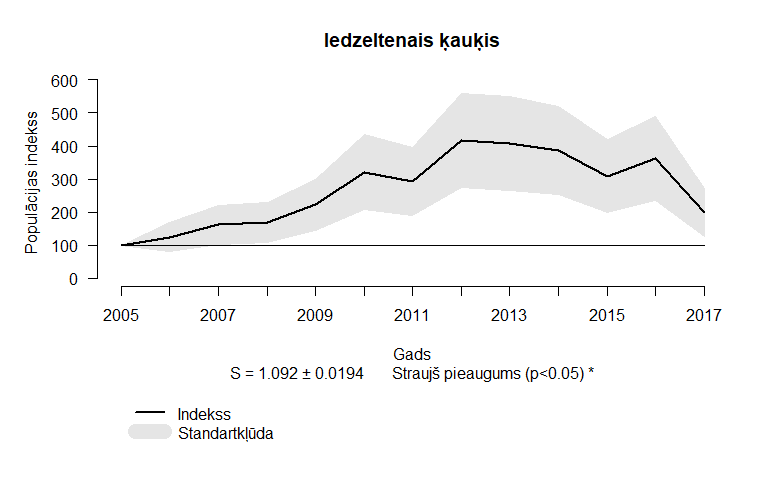 Iedzeltenais ķauķis
Populācijas indekss
600
500
400
300
200
100
0
2005 2007 2009 2011 2013 2015 2017
Gads
S = 1.092 ± 0.0194 Straujš pieaugums (p<0.05) *
Indekss
Standartkļūda